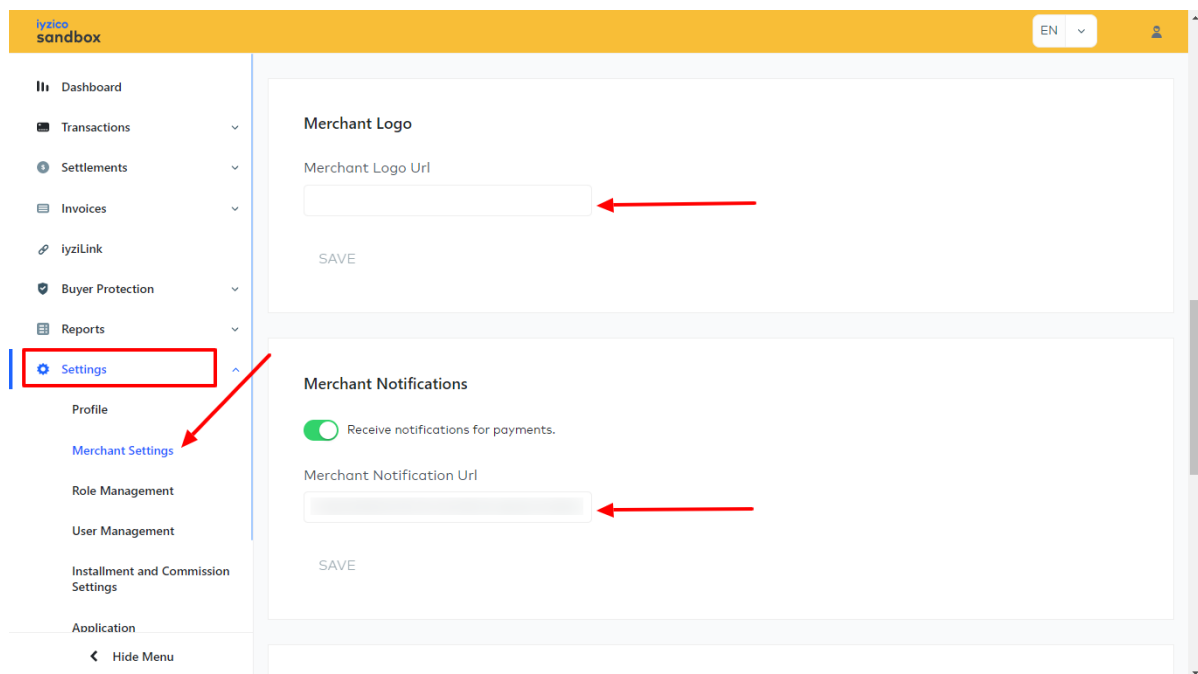 iyzico
sandbox
EN
Dashboard
Transactions
Settlements
Invoices
iyziLink
Buyer Protection
Reports
Settings
Profile
Merchant Settings
Role Management
User Management
Installment and Commission
Settings
Application
Hide Menu
Merchant Logo
Merchant Logo Url
SAVE
Merchant Notifications
Receive notifications for payments.
Merchant Notification Url
SAVE